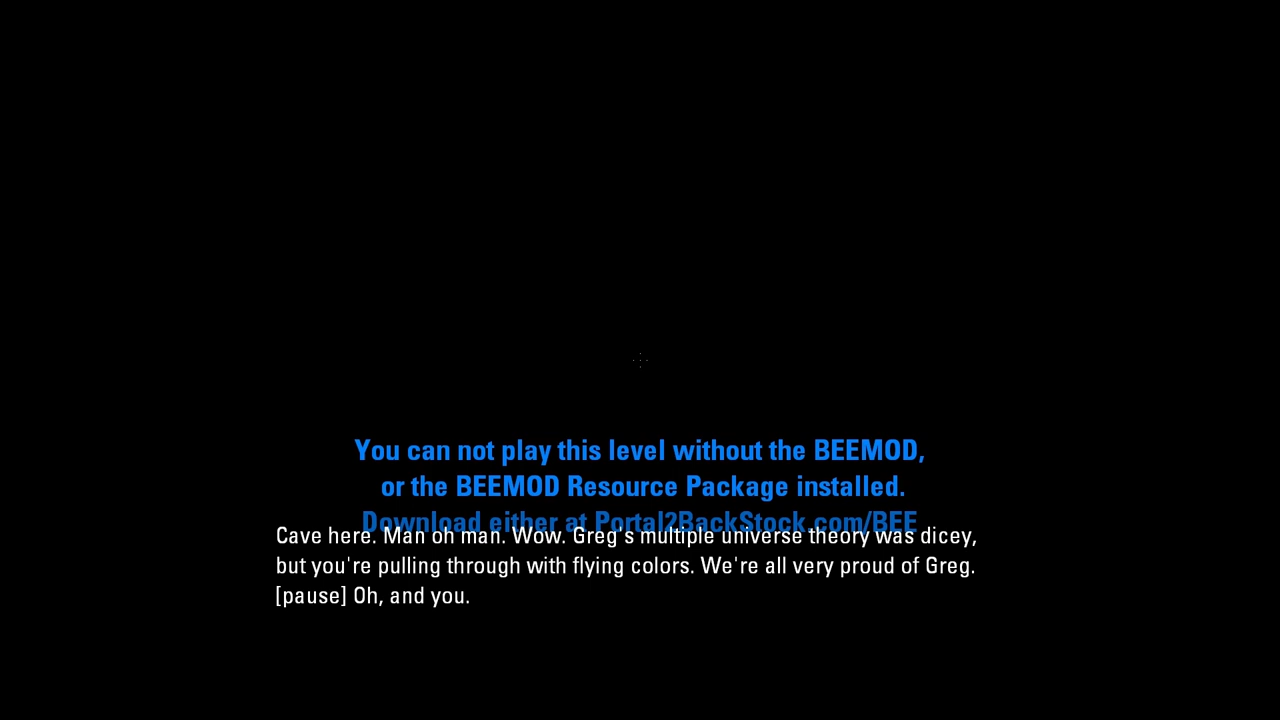 You can not play this level without the BEEMOD,
or the BEEMOD Resource Package installed.
Download either at Portal2BackStock.com/BEE
Cave here. Man oh man. Wow. Greg's multiple universe theory was dicey,
but you're pulling through with flying colors. We're all very proud of Greg.
[pause] Oh, and you.